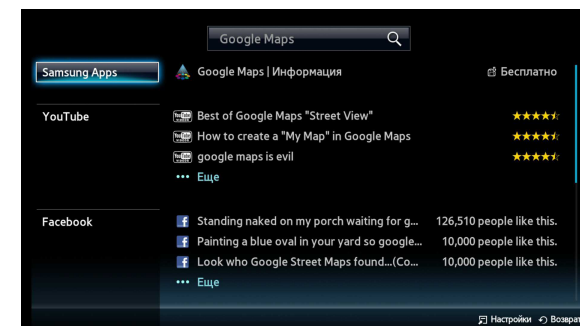 Google Maps
Samsung Apps Google Maps | Информация Бесплатно
YouTube Best of Google Maps "Street View"
How to create a "My Map" in Google Maps
google maps is evil
••• Еще
Facebook Standing naked on my porch waiting for g... 126,510 people like this.
Painting a blue oval in your yard so google... 10,000 people like this.
Look who Google Street Maps found...(Co... 10,000 people like this.
••• Еще
Настройки Возврат